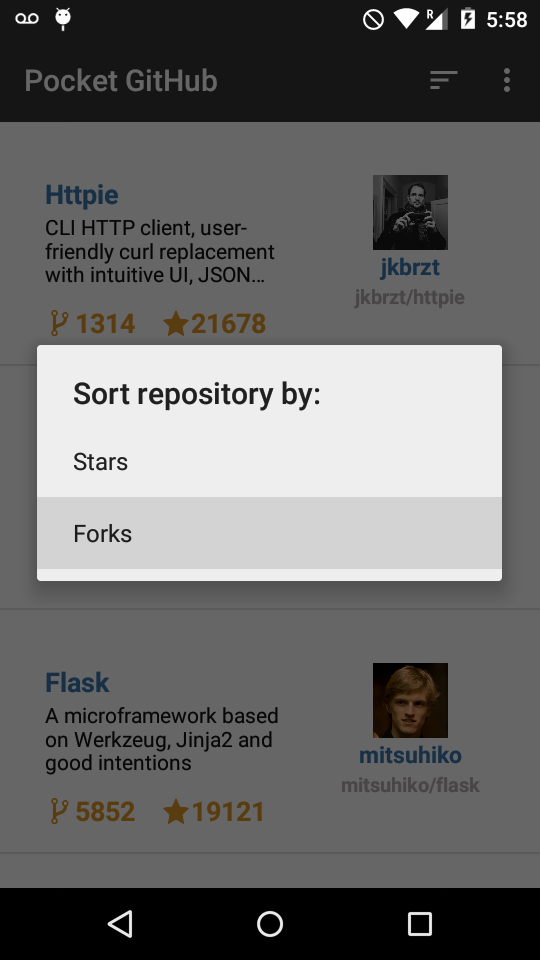 R
5:58
Pocket GitHub
Httpie
CLI HTTP client, user-
friendly curl replacement
with intuitive UI, JSON…
1314 21678
jkbrzt
jkbrzt/httpie
Sort repository by:
Stars
Forks
Flask
A microframework based
on Werkzeug, Jinja2 and
good intentions
5852 19121
mitsuhiko
mitsuhiko/flask